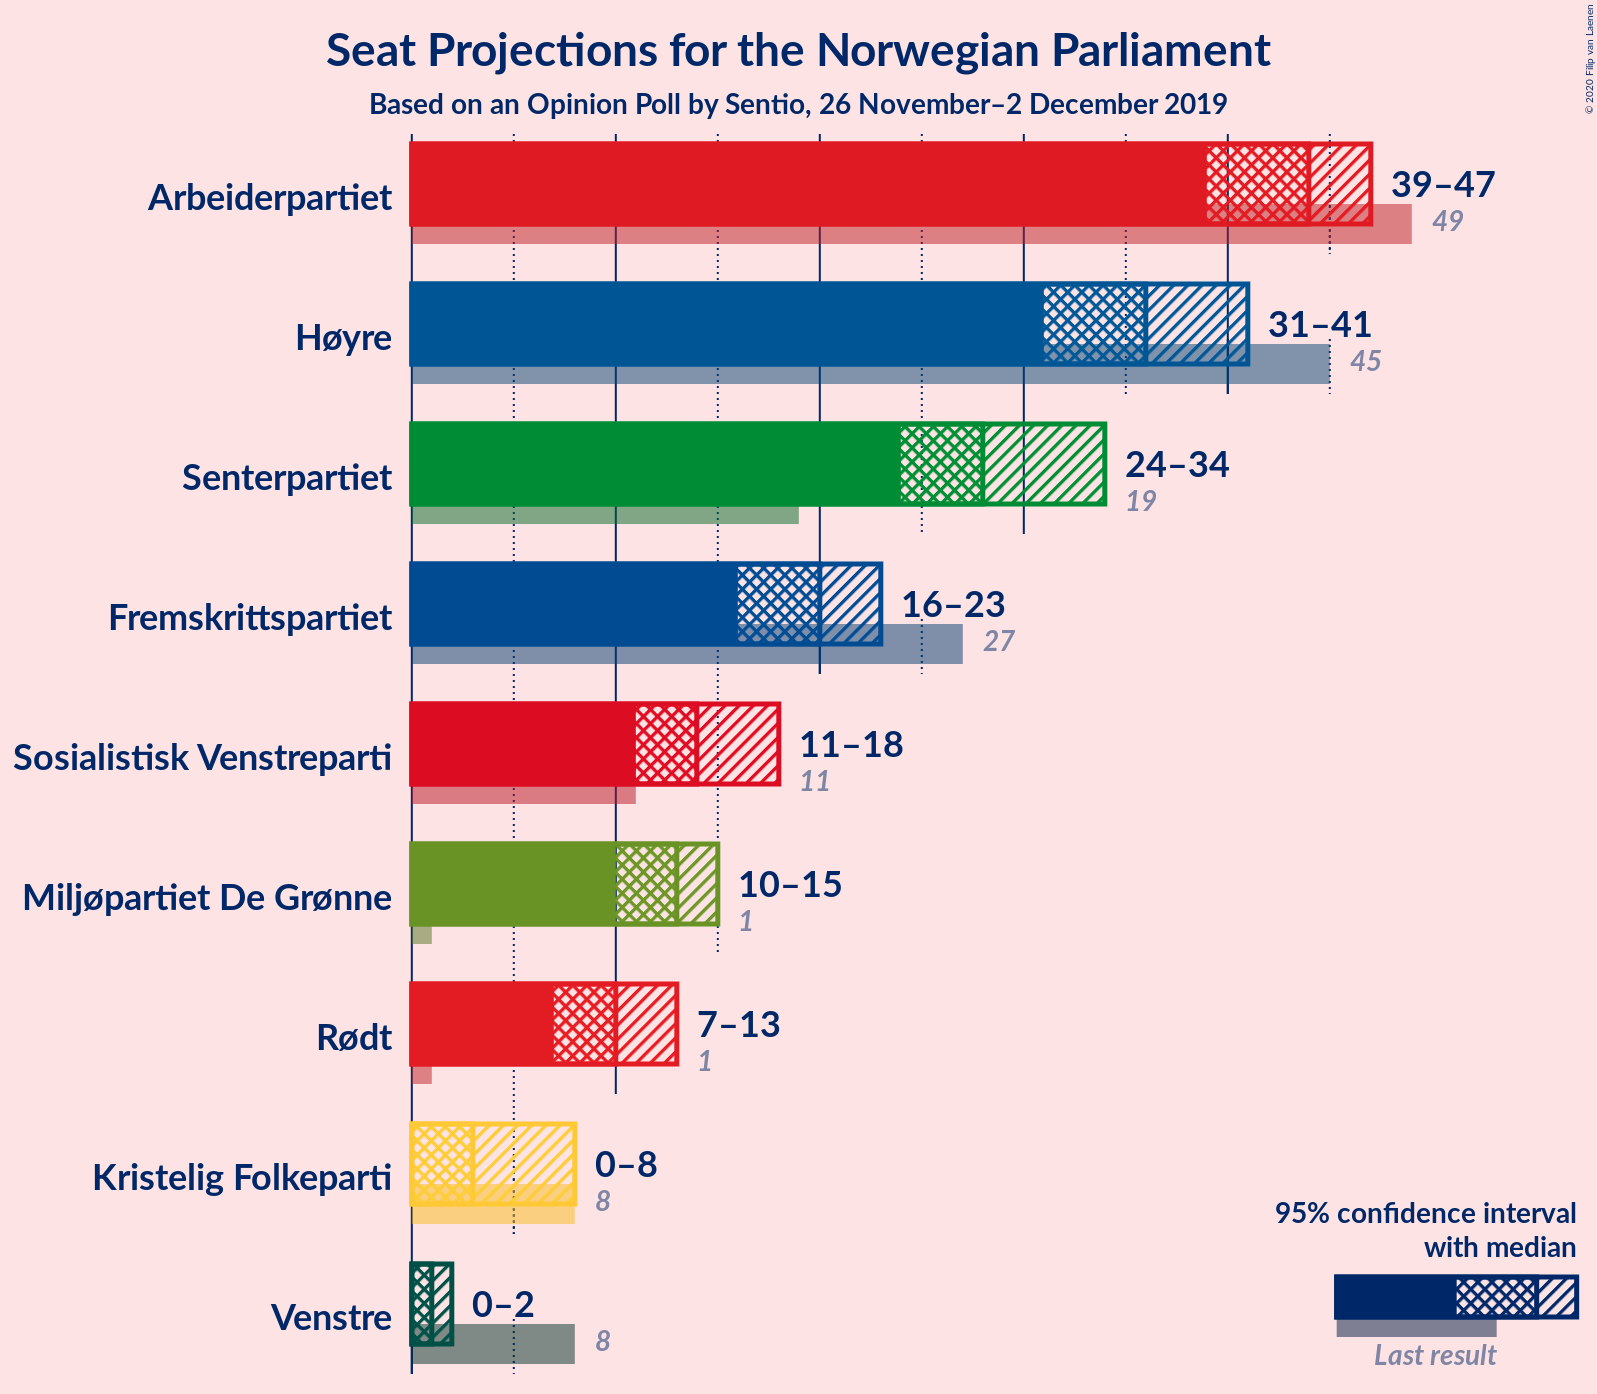 Seat Projections for the Norwegian Parliament
Based on an Opinion Poll by Sentio, 26 November–2 December 2019
© 2020 Filip van Laenen
Arbeiderpartiet
39–47
49
Høyre
31–41
45
Senterpartiet
24–34
19
Fremskrittspartiet
16–23
27
Sosialistisk Venstreparti
11–18
11
Miljøpartiet De Grønne
10–15
1
Rødt
7–13
1
Kristelig Folkeparti
0–8
8
Venstre
0–2
8
95% confidence interval
with median
Last result